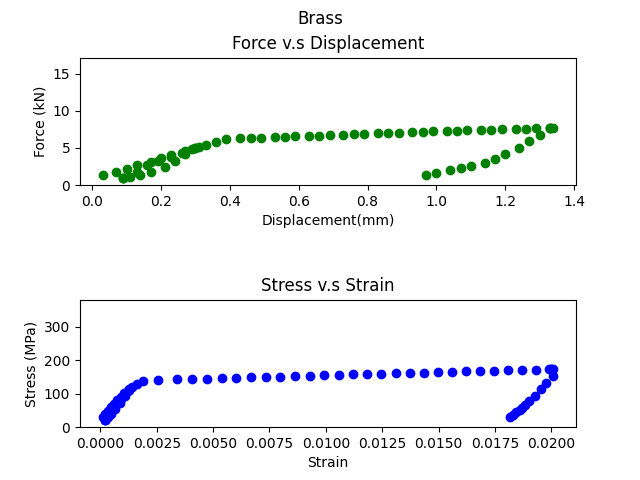 Brass
Force v.s Displacement
15
10
5
0
Force (kN)
0.0 0.2 0.4 0.6 0.8 1.0 1.2 1.4
Displacement(mm)
Stress v.s Strain
300
200
100
0
Stress (MPa)
0.0000 0.0025 0.0050 0.0075 0.0100 0.0125 0.0150 0.0175 0.0200
Strain